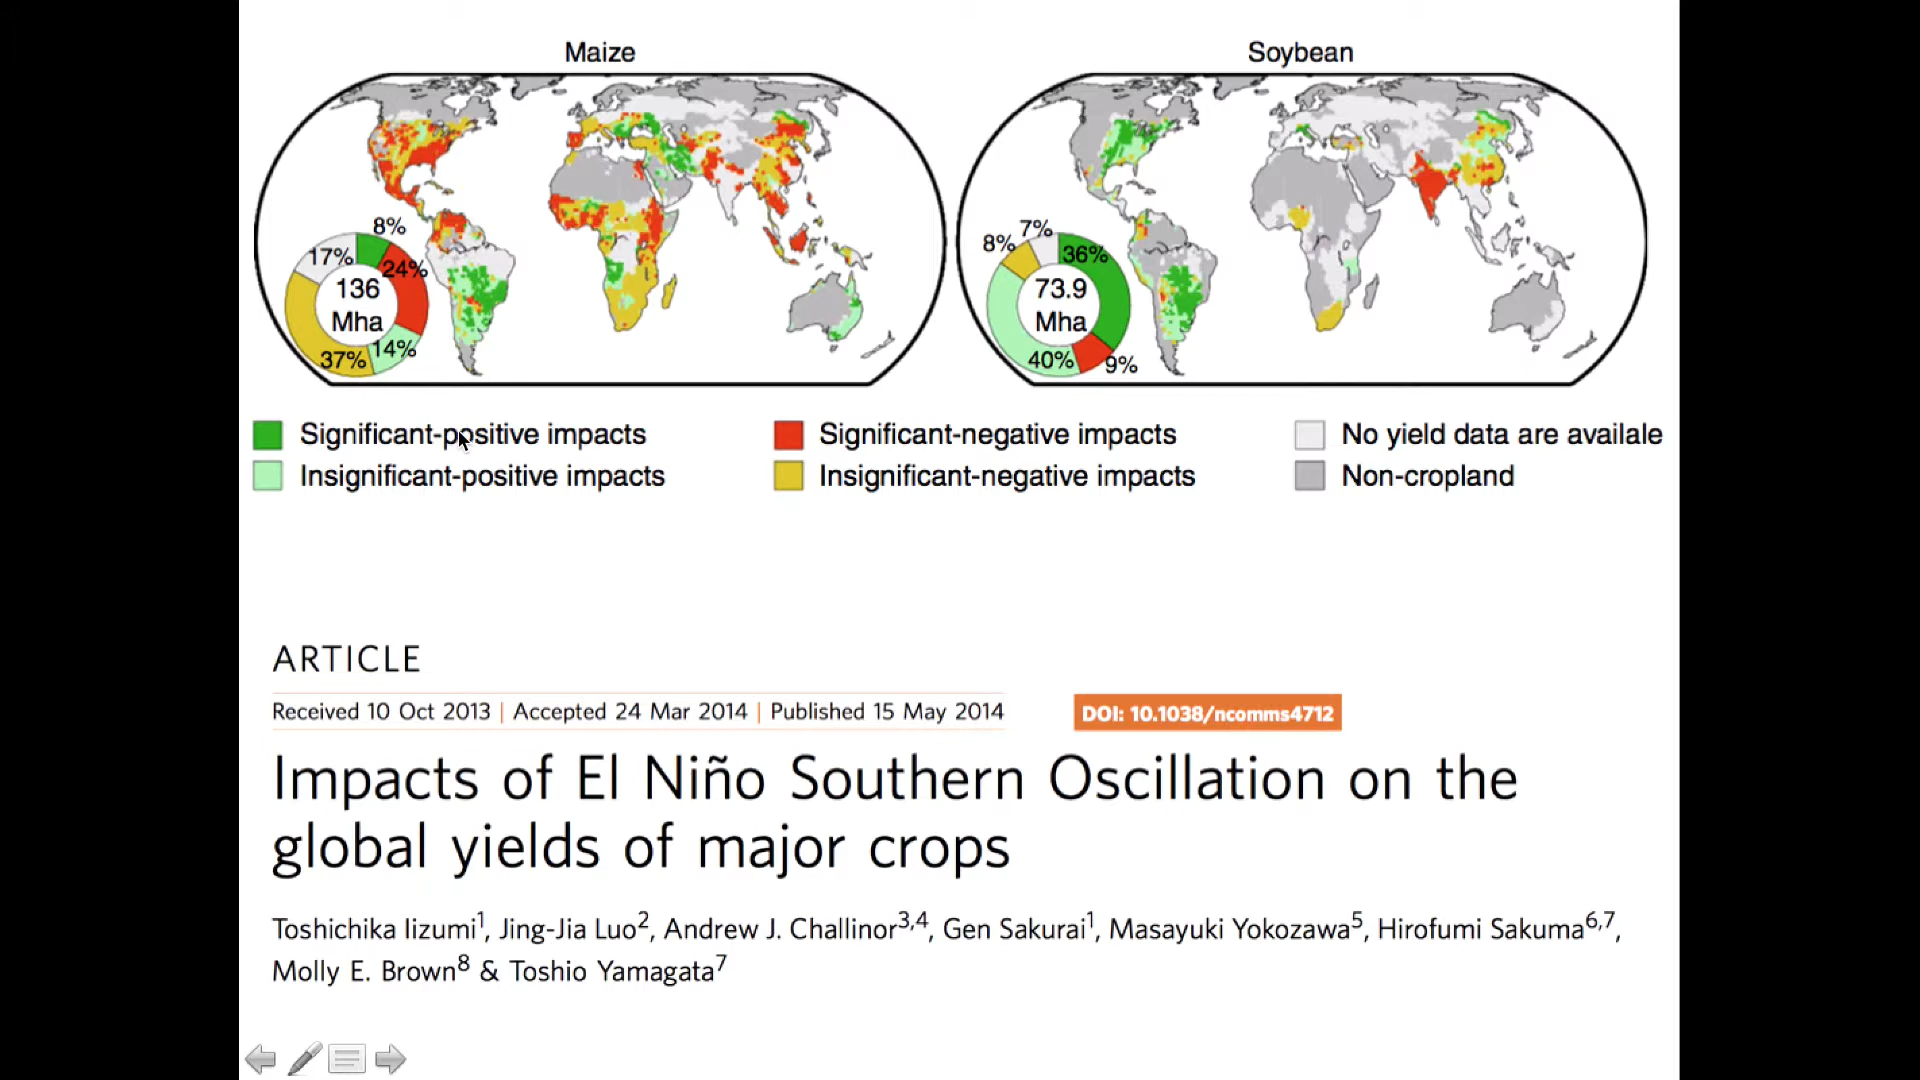 Maize
Soybean
8%
17%
24%
136
Mha
14%
37%
7%
8%
36%
73.9
Mha
40%
9%
Significant-positive impacts
Significant-negative impacts
No yield data are availale
Insignificant-positive impacts
Insignificant-negative impacts
Non-cropland
ARTICLE
Received 10 Oct 2013 | Accepted 24 Mar 2014 | Published 15 May 2014
DOI: 10.1038/ncomms4712
Impacts of El Niño Southern Oscillation on the
global yields of major crops
Toshichika Iizumi1, Jing-Jia Luo2, Andrew J. Challinor3,4, Gen Sakurai1, Masayuki Yokozawa5, Hirofumi Sakuma6,7,
Molly E. Brown8 & Toshio Yamagata7